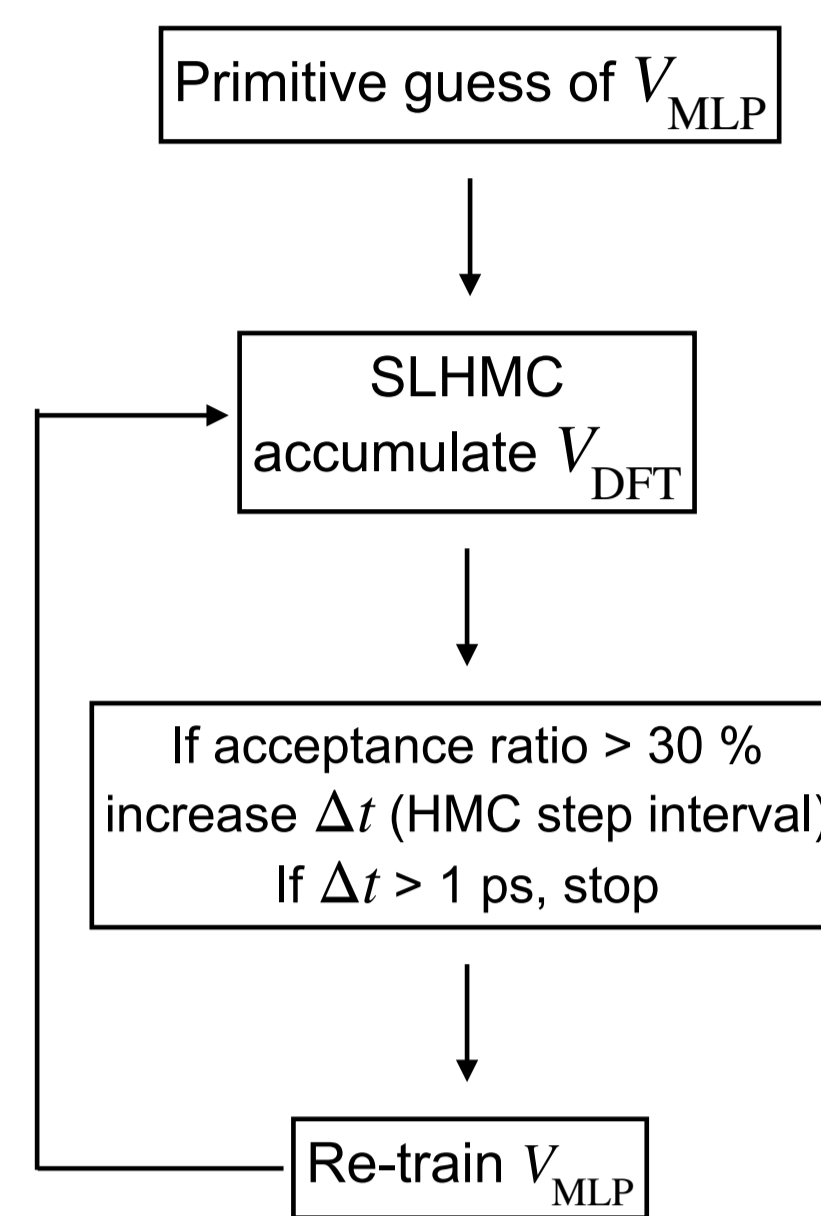 Primitive guess of V_MLP
SLHMC
accumulate V_DFT
If acceptance ratio > 30 %
increase Δt (HMC step interval)
If Δt > 1 ps, stop
Re-train V_MLP